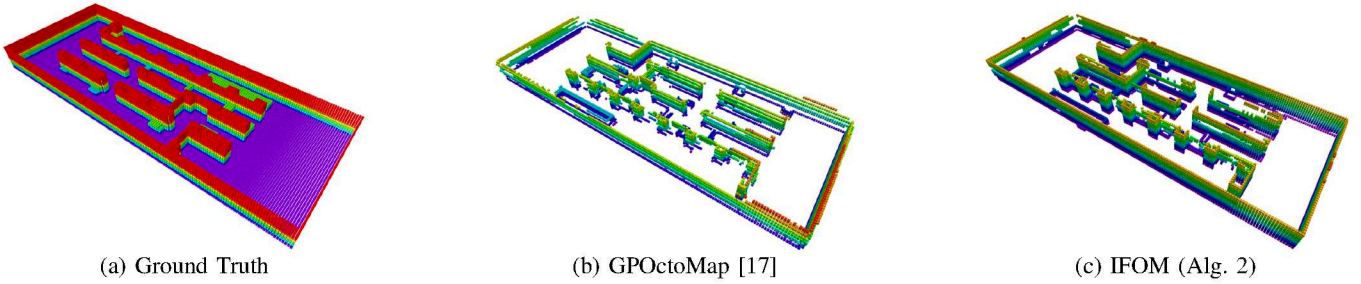 (a) Ground Truth
(b) GPOctoMap [17]
(c) IFOM (Alg. 2)